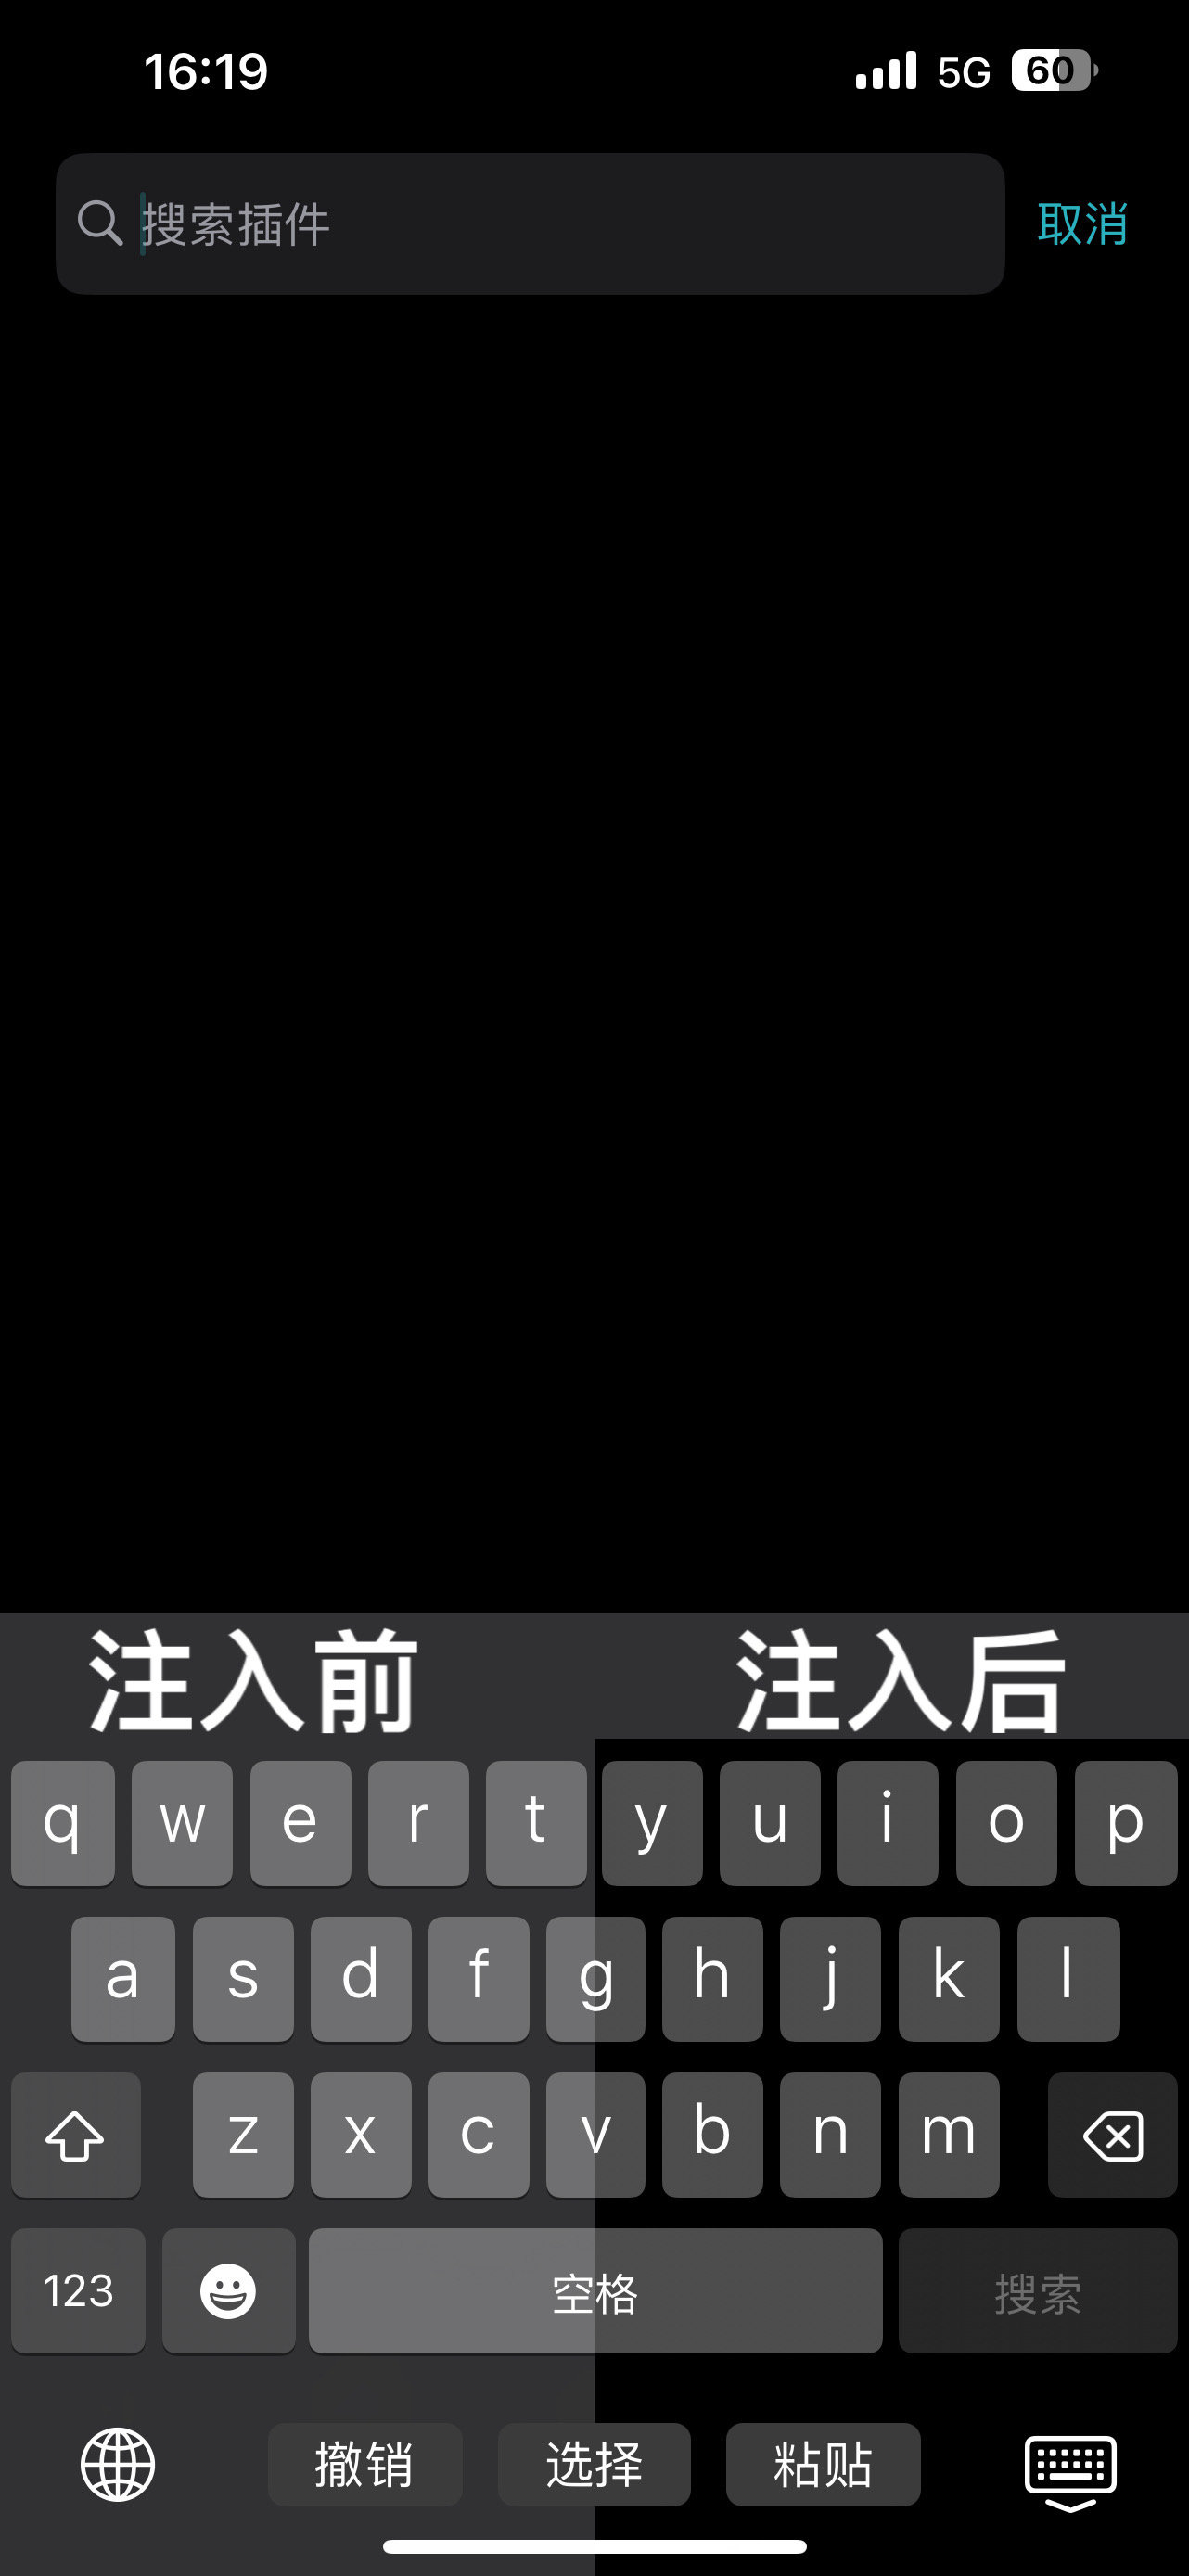 16:19 5G 60
搜索插件 取消
注入前 注入后
q w e r t y u i o p
a s d f g h j k l
z x c v b n m
123 空格 搜索
撤销 选择 粘贴